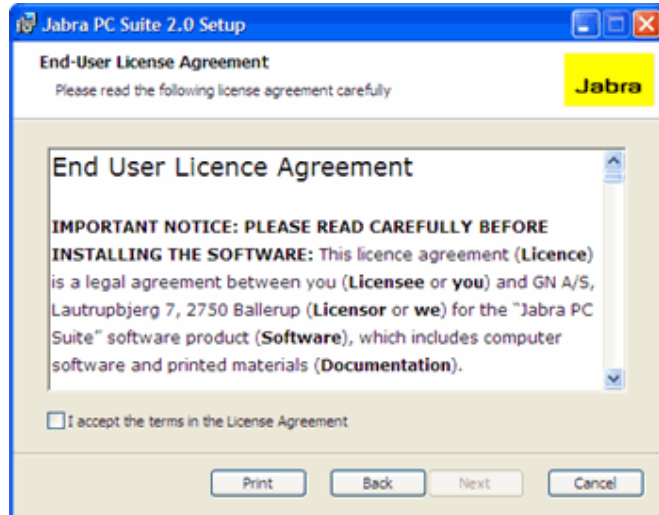 Jabra PC Suite 2.0 Setup
End-User License Agreement
Please read the following license agreement carefully
Jabra
End User Licence Agreement
IMPORTANT NOTICE: PLEASE READ CAREFULLY BEFORE
INSTALLING THE SOFTWARE: This licence agreement (Licence)
is a legal agreement between you (Licensee or you) and GN A/S,
Lautrupbjerg 7, 2750 Ballerup (Licensor or we) for the "Jabra PC
Suite" software product (Software), which includes computer
software and printed materials (Documentation).
I accept the terms in the License Agreement
Print
Back
Next
Cancel